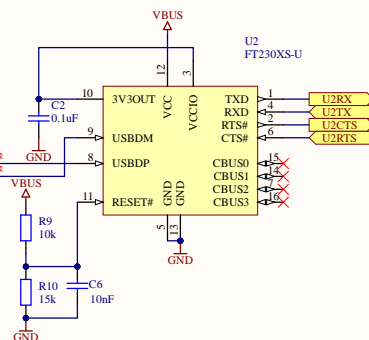 VBUS
U2
FT230XS-U
12
3
10
3V3OUT
VCC
VCCIO
TXD
1
U2RX
C2
0.1uF
RXD
4
U2TX
RTS#
2
U2CTS
9
USBDM
CTS#
6
U2RTS
GND
8
USBDP
CBUS0
15
CBUS1
14
VBUS
CBUS2
7
11
RESET#
GND
GND
CBUS3
16
R9
10k
5
13
GND
R10
15k
C6
10nF
GND